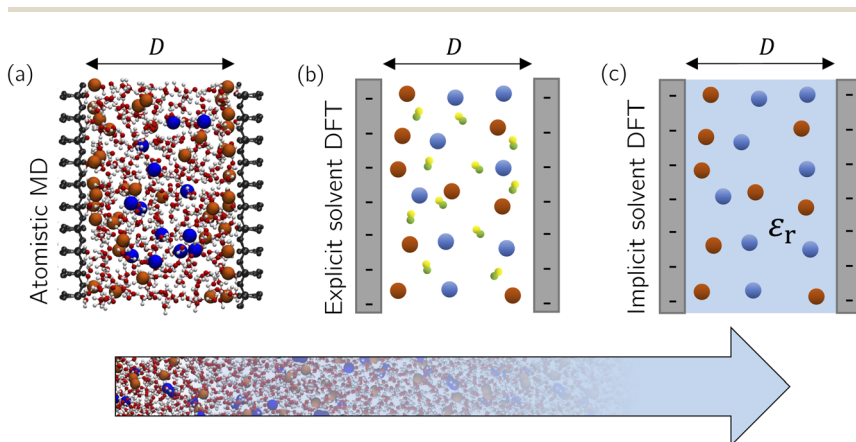 D
D
D
(a)
(b)
(c)
Atomistic MD
Explicit solvent DFT
Implicit solvent DFT
- - - - - - - -
- - - - - - - -
- - - - - - - -
- - - - - - - -
εr